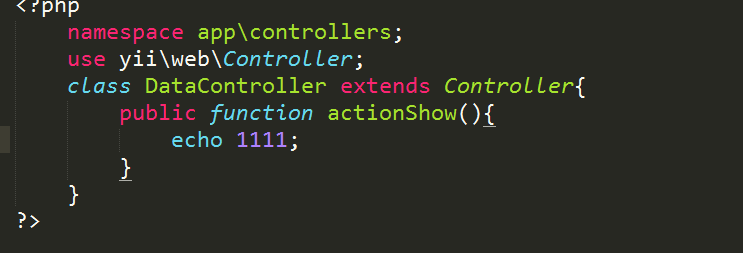 <?php
namespace app\controllers;
use yii\web\Controller;
class DataController extends Controller{
public function actionShow(){
echo 1111;
}
}
?>